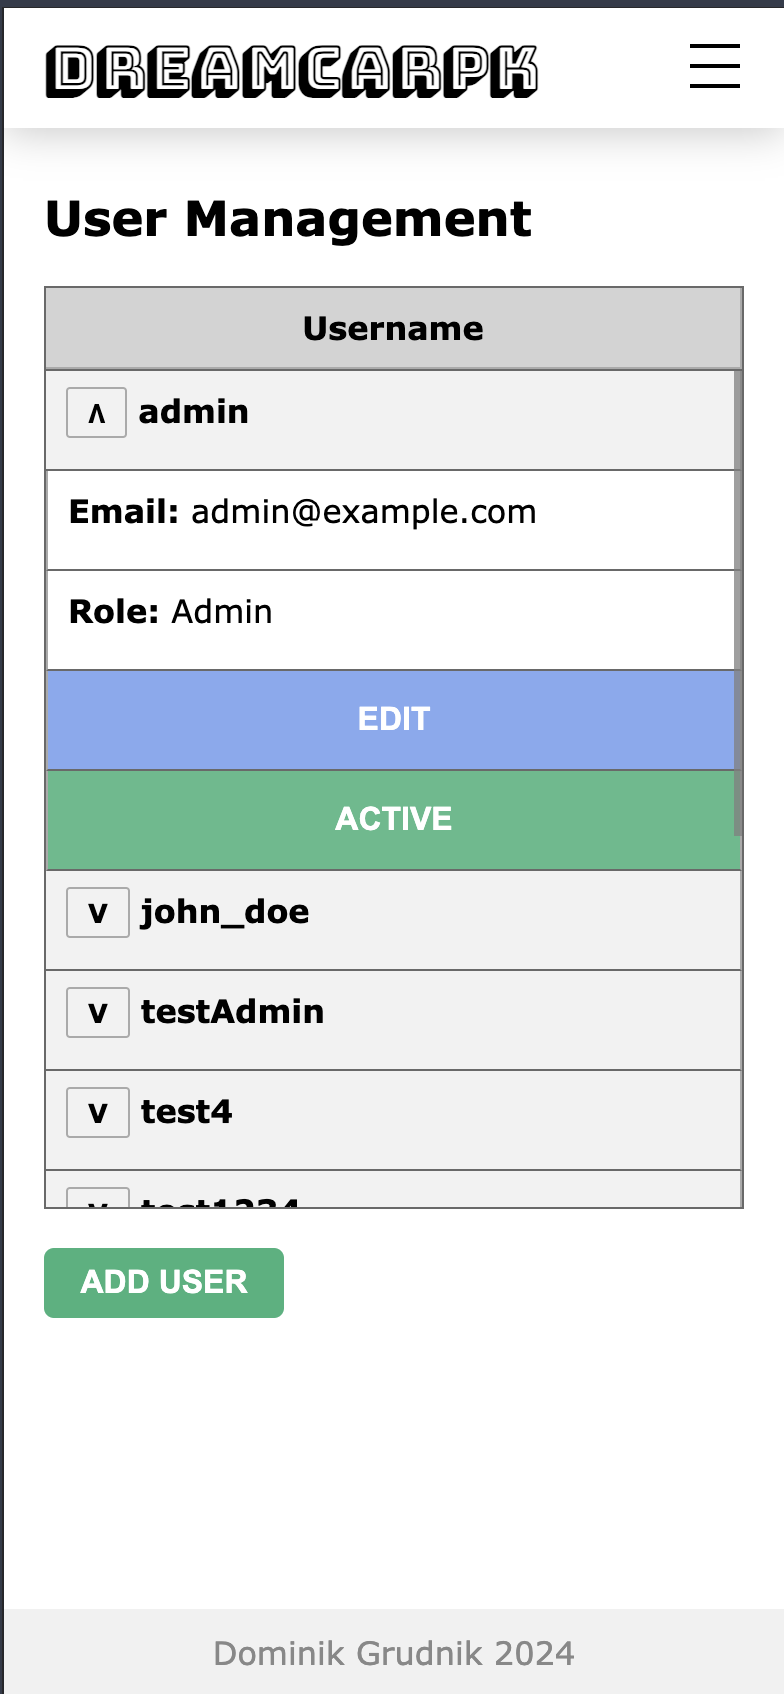 DREAMCARPK
User Management
Username
∧ admin
Email: admin@example.com
Role: Admin
EDIT
ACTIVE
v john_doe
v testAdmin
v test4
v test1234
ADD USER
Dominik Grudnik 2024